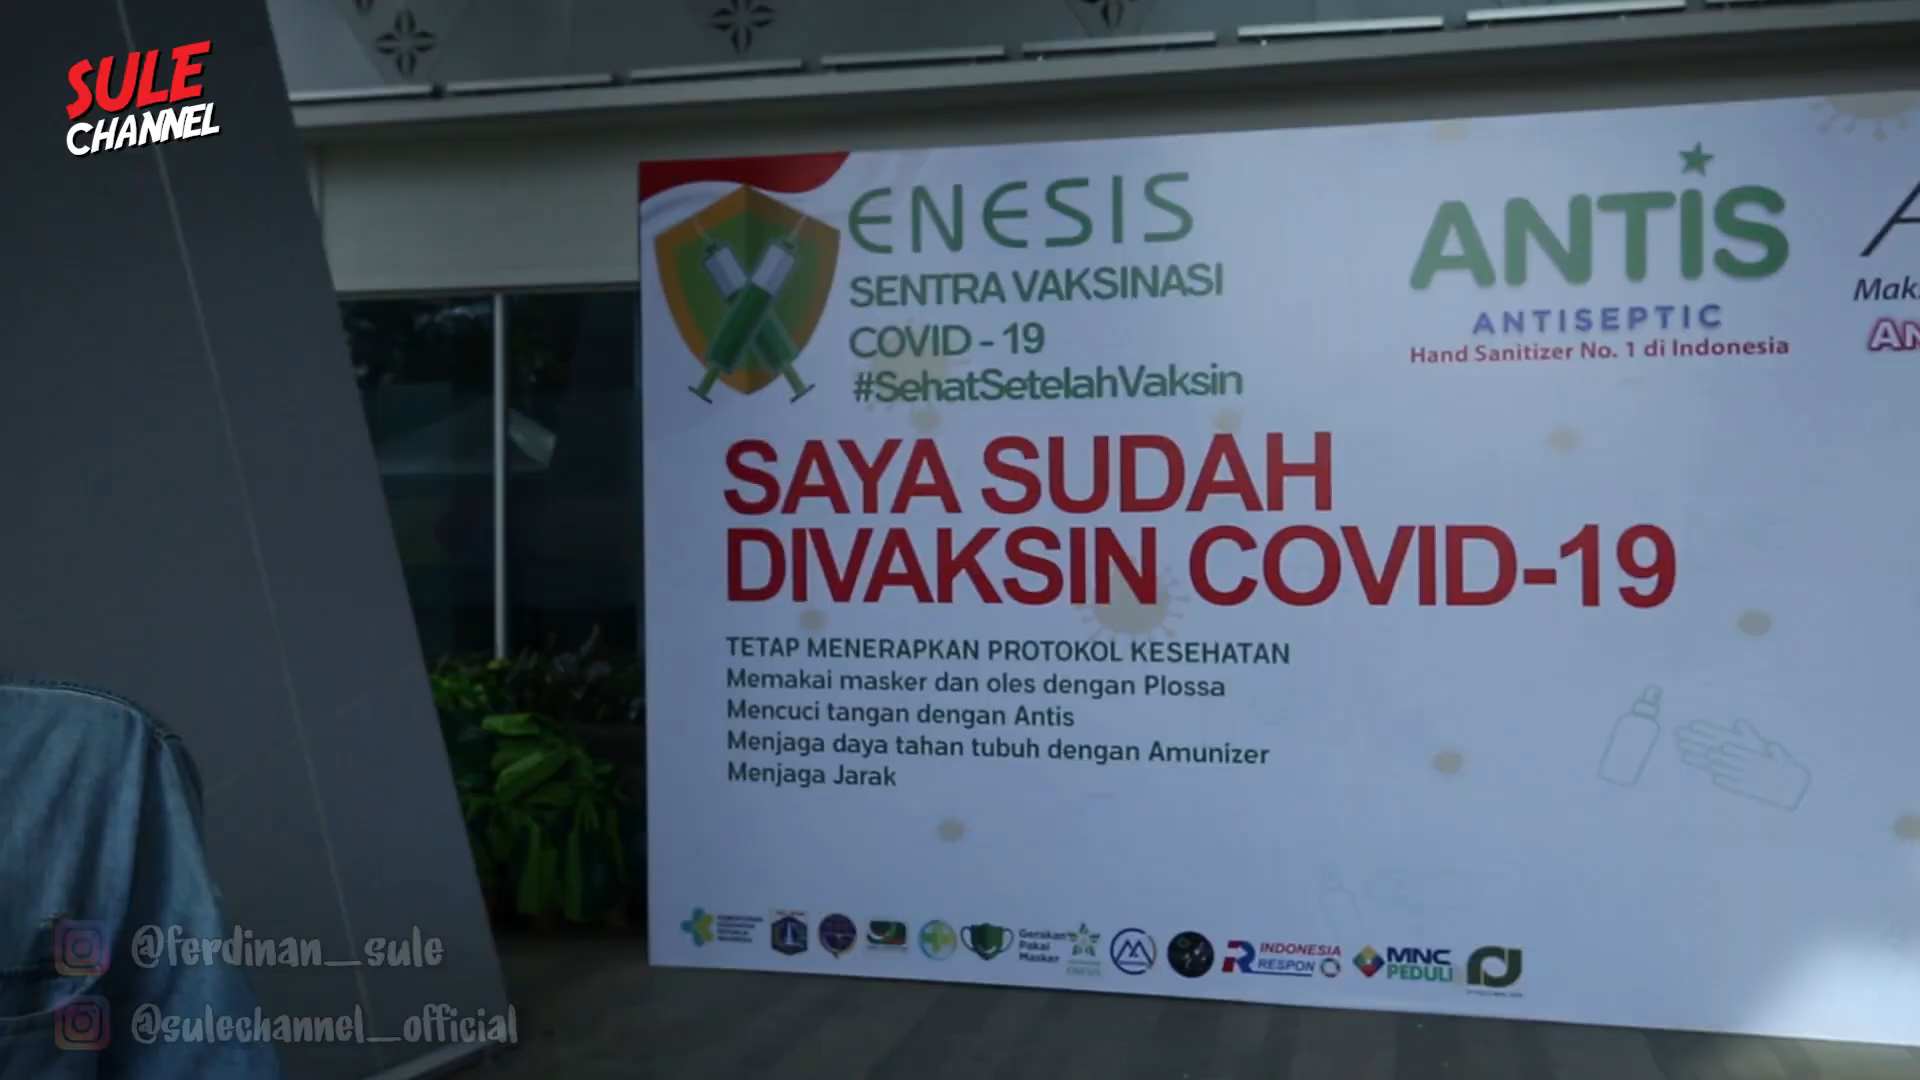 SULE
CHANNEL
ENESIS
SENTRA VAKSINASI
COVID - 19
#SehatSetelahVaksin
ANTIS
ANTISEPTIC
Hand Sanitizer No. 1 di Indonesia
SAYA SUDAH
DIVAKSIN COVID-19
TETAP MENERAPKAN PROTOKOL KESEHATAN
Memakai masker dan oles dengan Plossa
Mencuci tangan dengan Antis
Menjaga daya tahan tubuh dengan Amunizer
Menjaga Jarak
Gerakan
Pakai
Masker
INDONESIA
RESPON
MNC
PEDULI
@ferdinan_sule
@sulechannel_official